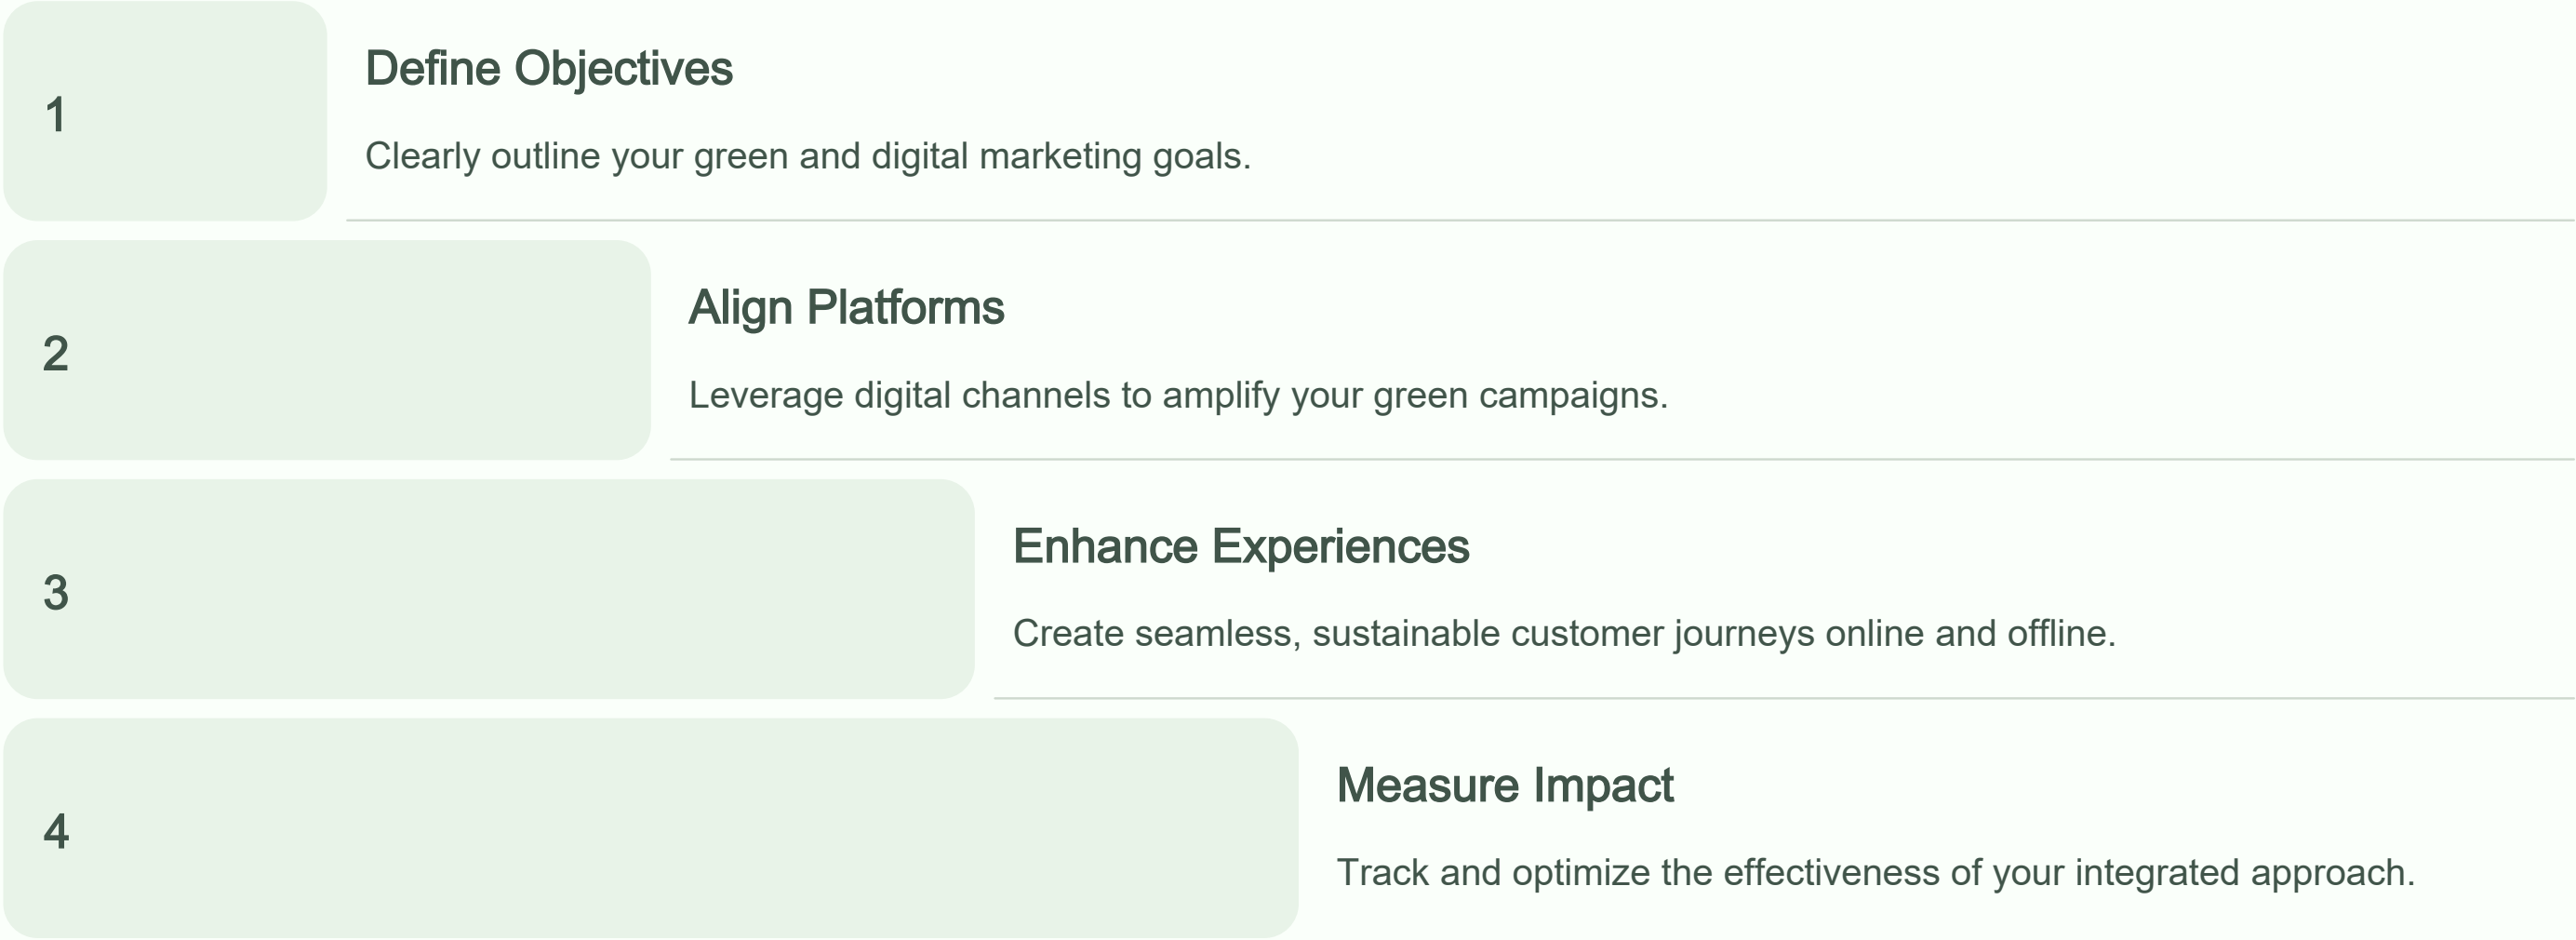 1
Define Objectives
Clearly outline your green and digital marketing goals.
2
Align Platforms
Leverage digital channels to amplify your green campaigns.
3
Enhance Experiences
Create seamless, sustainable customer journeys online and offline.
4
Measure Impact
Track and optimize the effectiveness of your integrated approach.